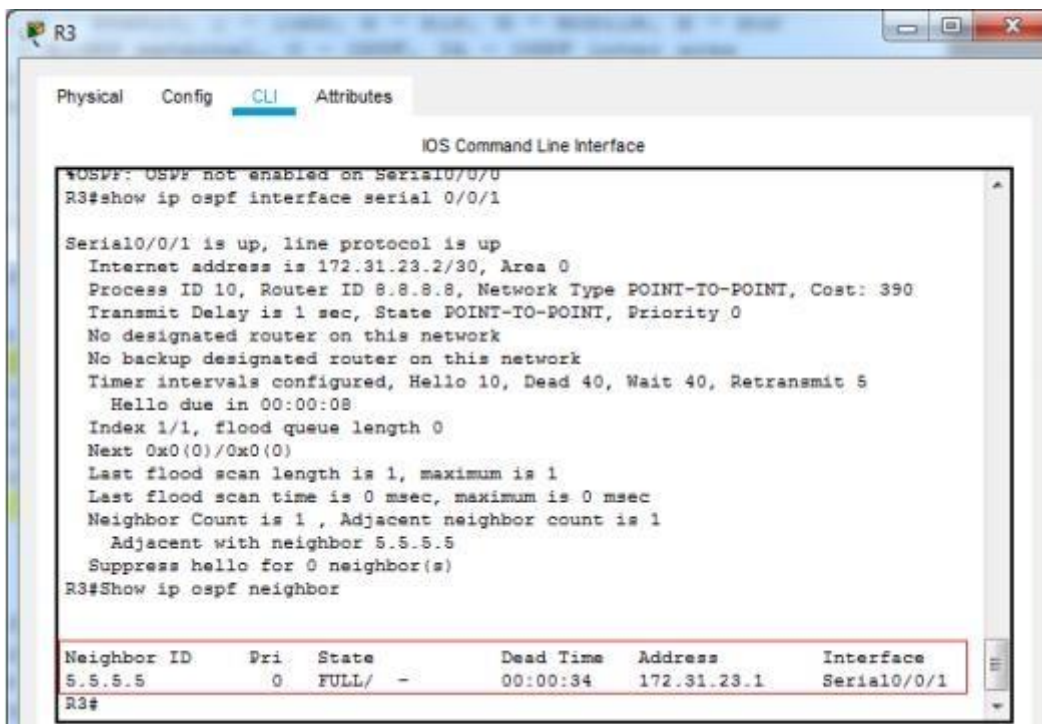 R3
Physical Config CLI Attributes
IOS Command Line Interface
%OSPF: OSPF not enabled on Serial0/0/0
R3#show ip ospf interface serial 0/0/1
Serial0/0/1 is up, line protocol is up
Internet address is 172.31.23.2/30, Area 0
Process ID 10, Router ID 8.8.8.8, Network Type POINT-TO-POINT, Cost: 390
Transmit Delay is 1 sec, State POINT-TO-POINT, Priority 0
No designated router on this network
No backup designated router on this network
Timer intervals configured, Hello 10, Dead 40, Wait 40, Retransmit 5
Hello due in 00:00:08
Index 1/1, flood queue length 0
Next 0x0(0)/0x0(0)
Last flood scan length is 1, maximum is 1
Last flood scan time is 0 msec, maximum is 0 msec
Neighbor Count is 1 , Adjacent neighbor count is 1
Adjacent with neighbor 5.5.5.5
Suppress hello for 0 neighbor(s)
R3#Show ip ospf neighbor
Neighbor ID Pri State Dead Time Address Interface
5.5.5.5 0 FULL/ - 00:00:34 172.31.23.1 Serial0/0/1
R3#